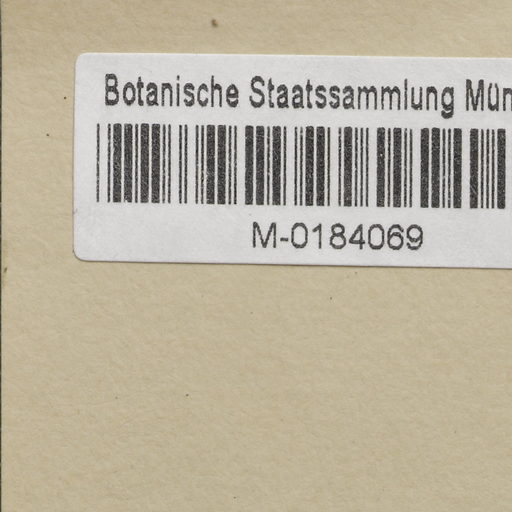 Botanische Staatssammlung Mün
M-0184069